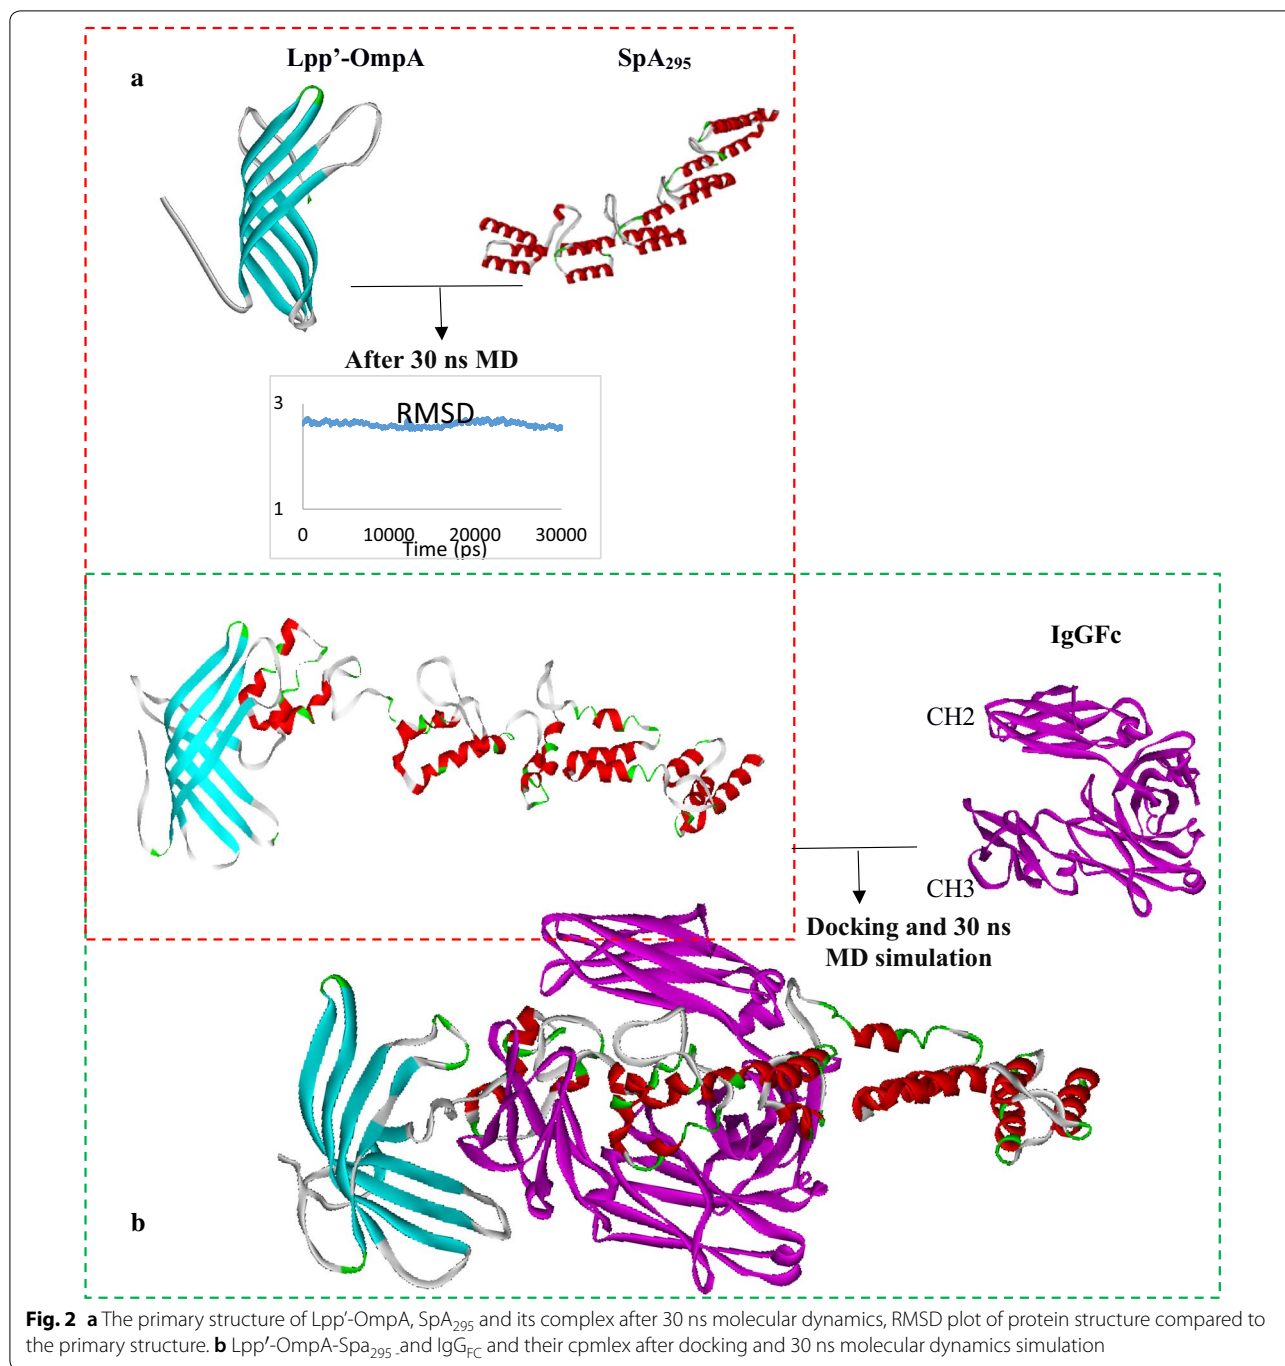 Lpp’-OmpA
SpA295
a
After 30 ns MD
3
RMSD
1
0 10000 20000 30000
Time (ps)
IgGFc
CH2
CH3
Docking and 30 ns
MD simulation
b
Fig. 2 a The primary structure of Lpp′-OmpA, SpA295 and its complex after 30 ns molecular dynamics, RMSD plot of protein structure compared to
the primary structure. b Lpp′-OmpA-Spa295 -and IgGFC and their cpmlex after docking and 30 ns molecular dynamics simulation